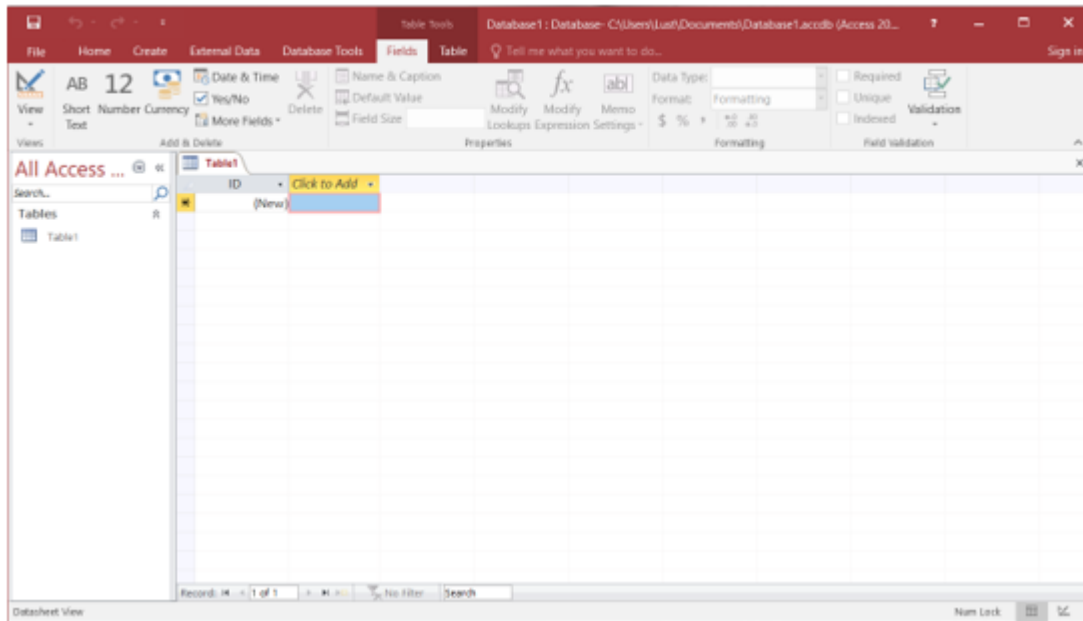 Table Tools Database1 : Database- C:\Users\Lust\Documents\Database1.accdb (Access 20... ?
File Home Create External Data Database Tools Fields Table Tell me what you want to do... Sign in
View
Views
AB Short Text
12 Number
Currency
Date & Time
Yes/No
More Fields
Delete
Add & Delete
Name & Caption
Default Value
Field Size
Modify Lookups
fx Modify Expression
ab| Memo Settings
Properties
Data Type:
Format: Formatting
$ % ,
Formatting
Required
Unique
Indexed
Validation
Field Validation
All Access ...
Search...
Tables
Table1
Table1
ID Click to Add
(New)
Record: 1 of 1 No Filter Search
Datasheet View Num Lock